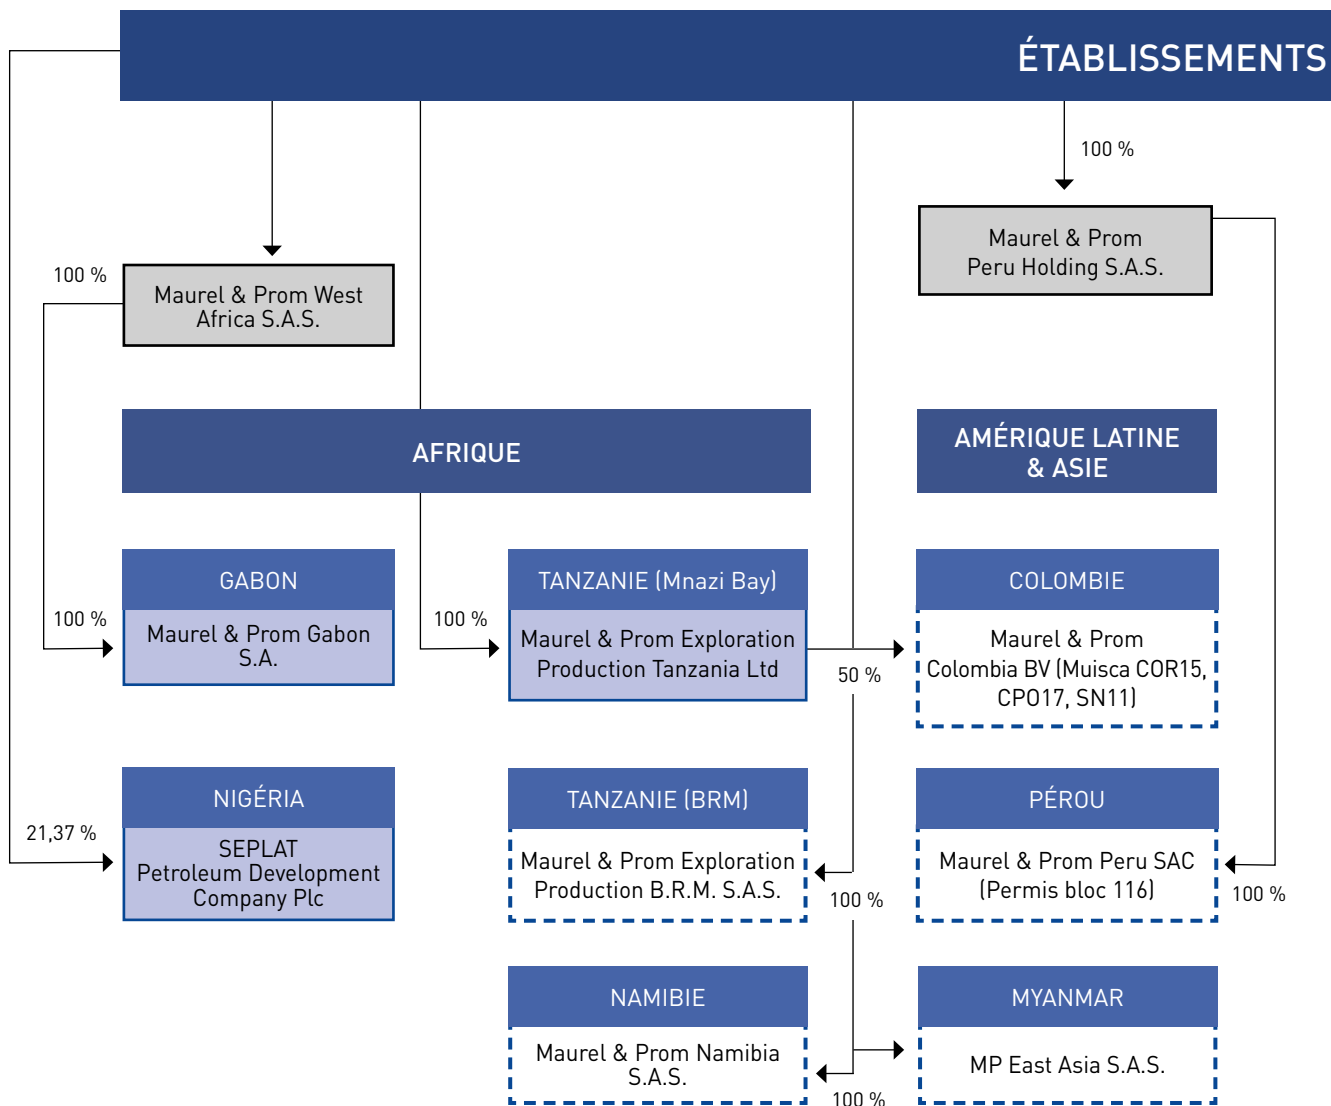 ÉTABLISSEMENTS
100 %
Maurel & Prom
Peru Holding S.A.S.
100 %
Maurel & Prom West
Africa S.A.S.
AFRIQUE
AMÉRIQUE LATINE
& ASIE
GABON
100 %
Maurel & Prom Gabon
S.A.
TANZANIE (Mnazi Bay)
100 %
Maurel & Prom Exploration
Production Tanzania Ltd
COLOMBIE
50 %
Maurel & Prom
Colombia BV (Muisca COR15,
CPO17, SN11)
NIGÉRIA
21,37 %
SEPLAT
Petroleum Development
Company Plc
TANZANIE (BRM)
Maurel & Prom Exploration
Production B.R.M. S.A.S.
100 %
PÉROU
Maurel & Prom Peru SAC
(Permis bloc 116)
100 %
NAMIBIE
Maurel & Prom Namibia
S.A.S.
100 %
MYANMAR
MP East Asia S.A.S.